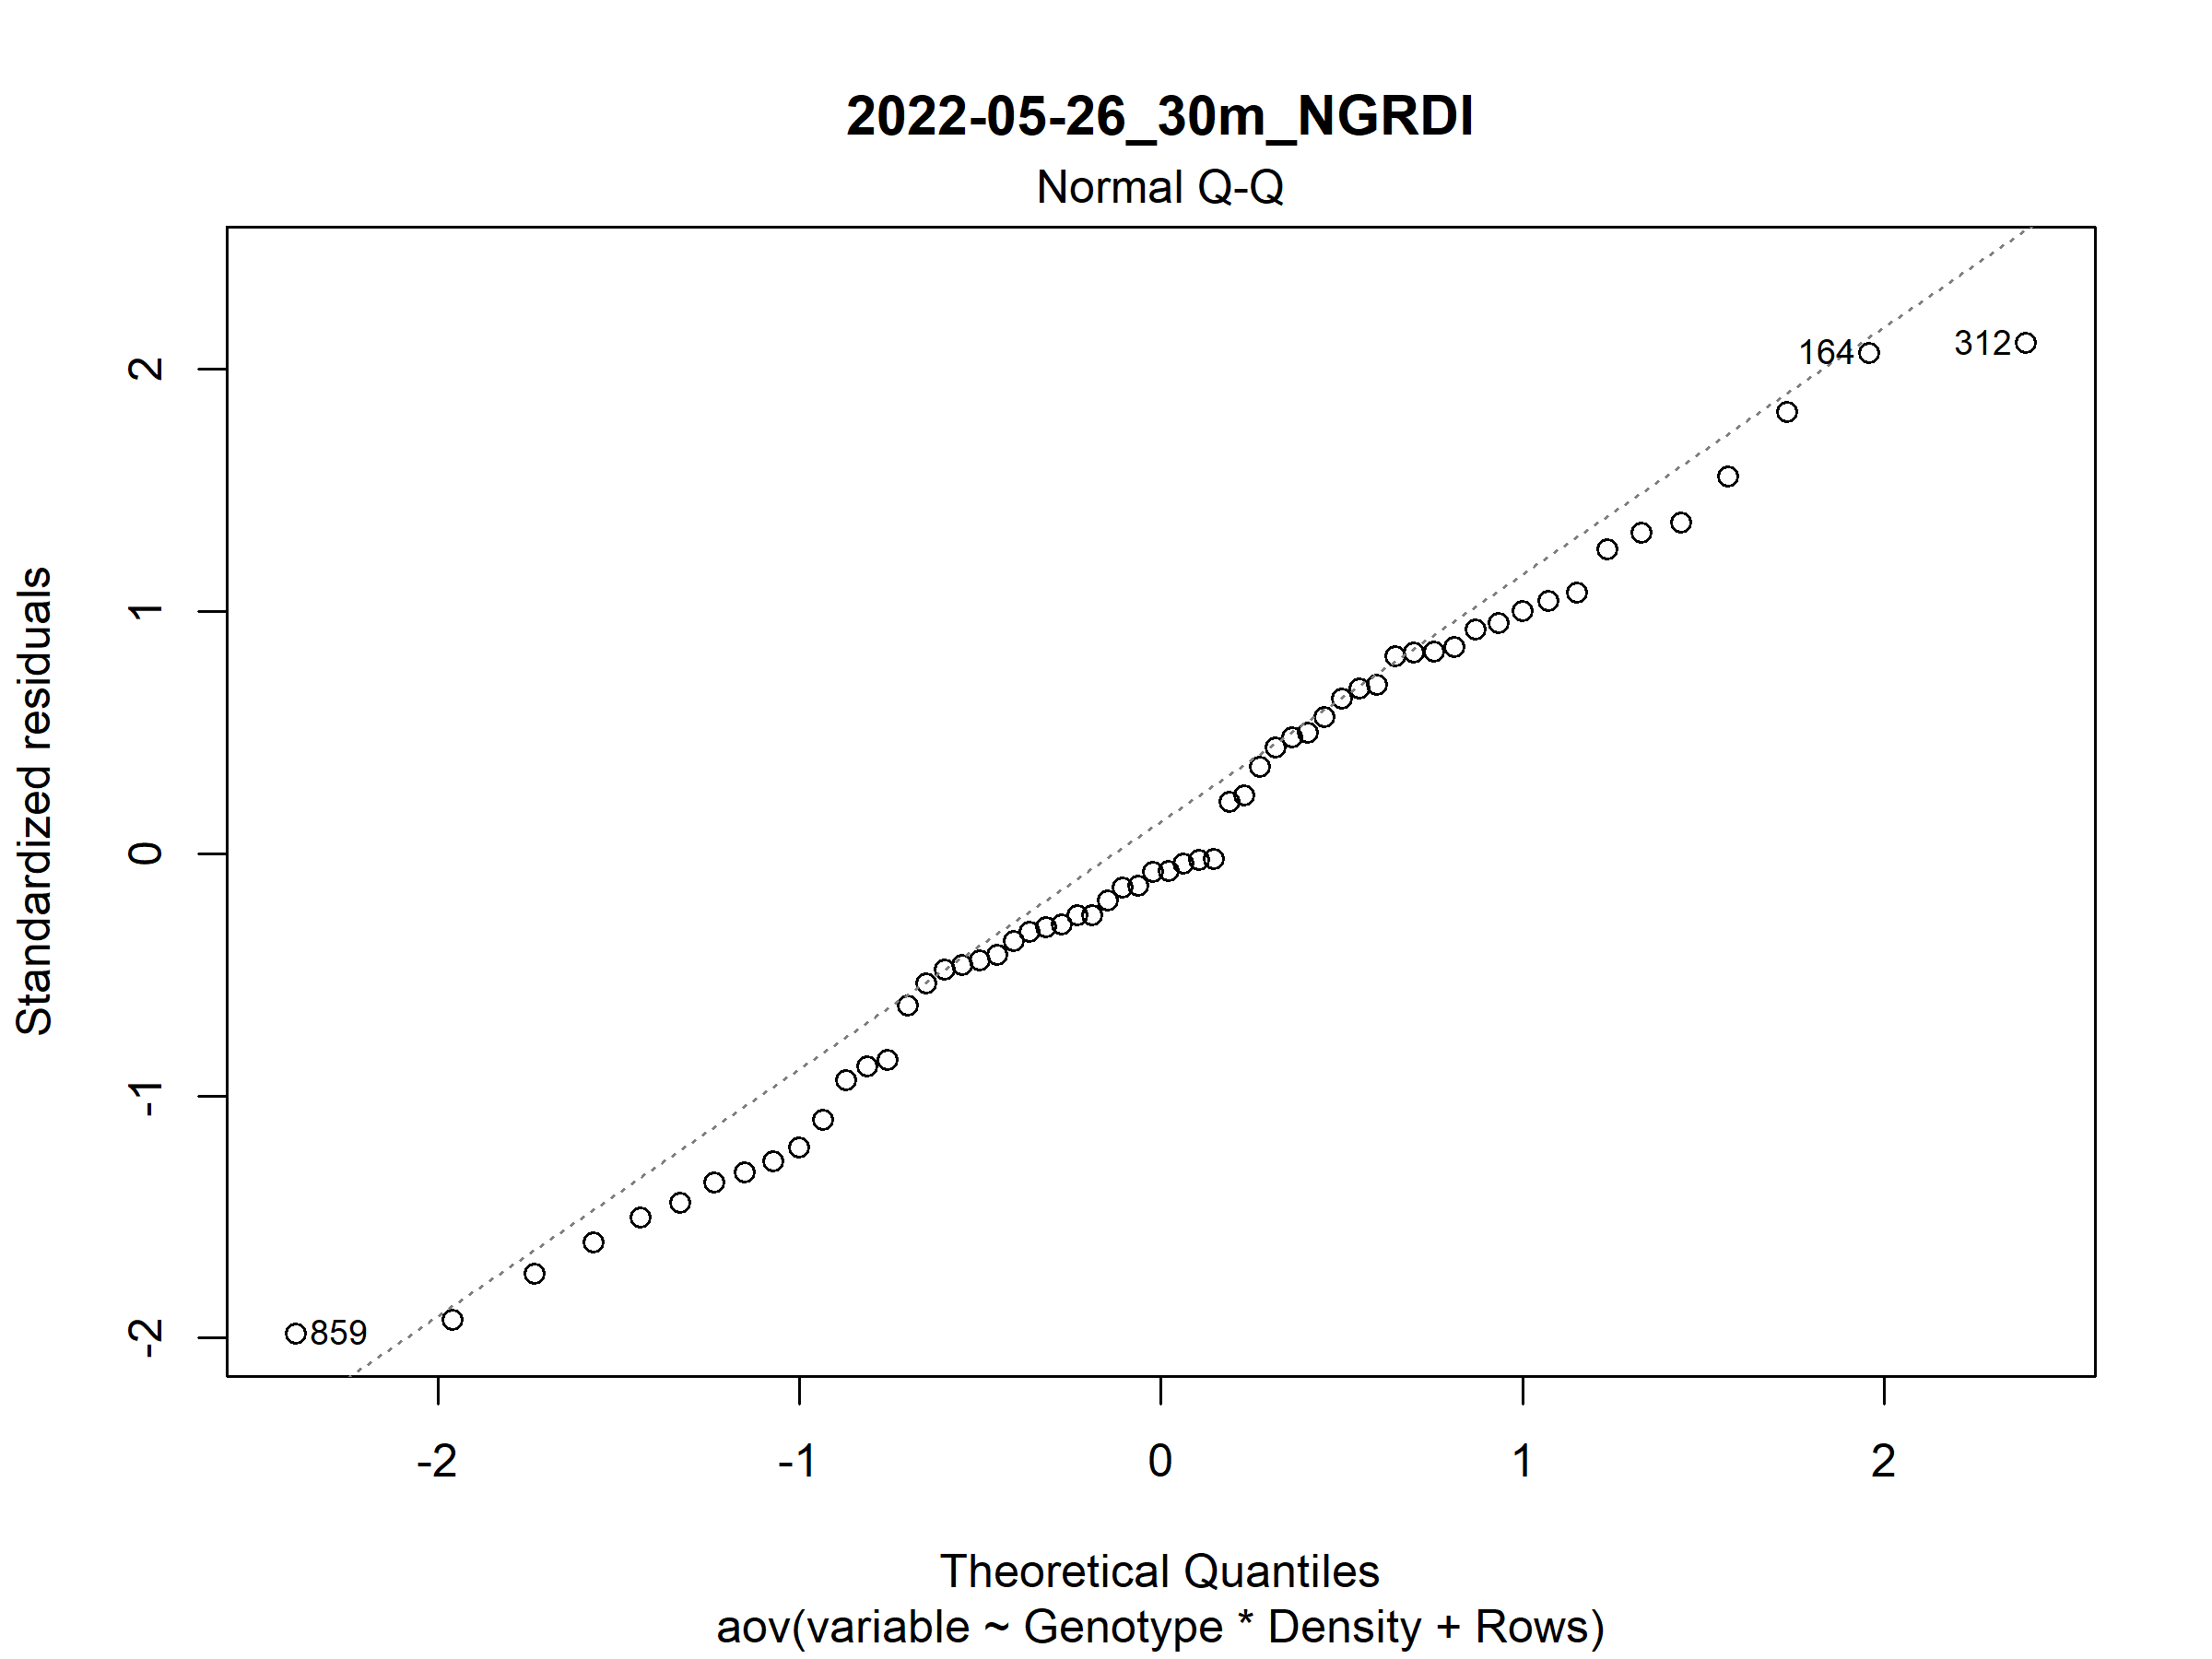 2022-05-26_30m_NGRDI
Normal Q-Q
Standardized residuals
2
1
0
-1
-2
164
312
859
-2
-1
0
1
2
Theoretical Quantiles
aov(variable ~ Genotype * Density + Rows)